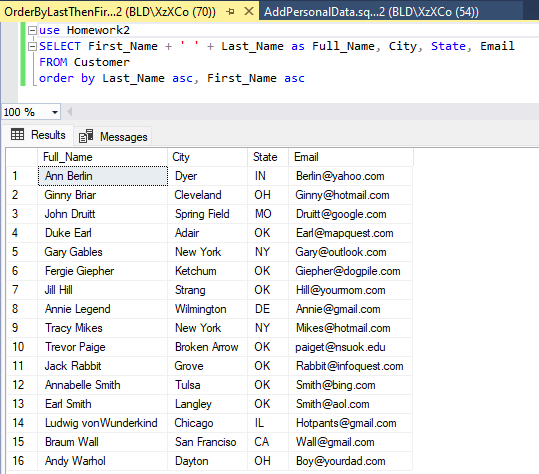 OrderByLastThenFir...2 (BLD\XzXCo (70)) AddPersonalData.sq...2 (BLD\XzXCo (54))
use Homework2
SELECT First_Name + ' ' + Last_Name as Full_Name, City, State, Email
FROM Customer
order by Last_Name asc, First_Name asc
100 %
Results Messages
Full_Name City State Email
1 Ann Berlin Dyer IN Berlin@yahoo.com
2 Ginny Briar Cleveland OH Ginny@hotmail.com
3 John Druitt Spring Field MO Druitt@google.com
4 Duke Earl Adair OK Earl@mapquest.com
5 Gary Gables New York NY Gary@outlook.com
6 Fergie Giepher Ketchum OK Giepher@dogpile.com
7 Jill Hill Strang OK Hill@yourmom.com
8 Annie Legend Wilmington DE Annie@gmail.com
9 Tracy Mikes New York NY Mikes@hotmail.com
10 Trevor Paige Broken Arrow OK paiget@nsuok.edu
11 Jack Rabbit Grove OK Rabbit@infoquest.com
12 Annabelle Smith Tulsa OK Smith@bing.com
13 Earl Smith Langley OK Smith@aol.com
14 Ludwig vonWunderkind Chicago IL Hotpants@gmail.com
15 Braum Wall San Franciso CA Wall@gmail.com
16 Andy Warhol Dayton OH Boy@yourdad.com